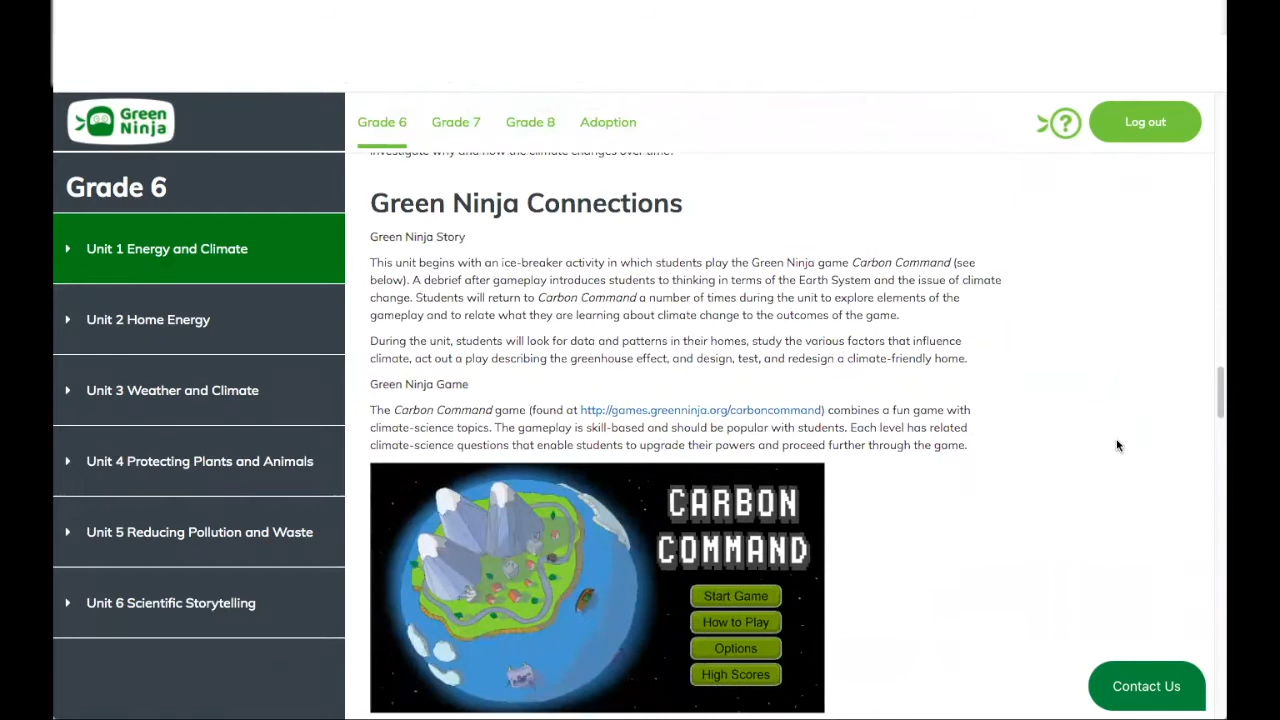 Green
Ninja
Grade 6
Grade 7
Grade 8
Adoption
?
Log out
Grade 6
Unit 1 Energy and Climate
Unit 2 Home Energy
Unit 3 Weather and Climate
Unit 4 Protecting Plants and Animals
Unit 5 Reducing Pollution and Waste
Unit 6 Scientific Storytelling
investigate why and how the climate changes over time?
Green Ninja Connections
Green Ninja Story
This unit begins with an ice-breaker activity in which students play the Green Ninja game Carbon Command (see
below). A debrief after gameplay introduces students to thinking in terms of the Earth System and the issue of climate
change. Students will return to Carbon Command a number of times during the unit to explore elements of the
gameplay and to relate what they are learning about climate change to the outcomes of the game.
During the unit, students will look for data and patterns in their homes, study the various factors that influence
climate, act out a play describing the greenhouse effect, and design, test, and redesign a climate-friendly home.
Green Ninja Game
The Carbon Command game (found at http://games.greenninja.org/carboncommand) combines a fun game with
climate-science topics. The gameplay is skill-based and should be popular with students. Each level has related
climate-science questions that enable students to upgrade their powers and proceed further through the game.
CARBON
COMMAND
Start Game
How to Play
Options
High Scores
Contact Us